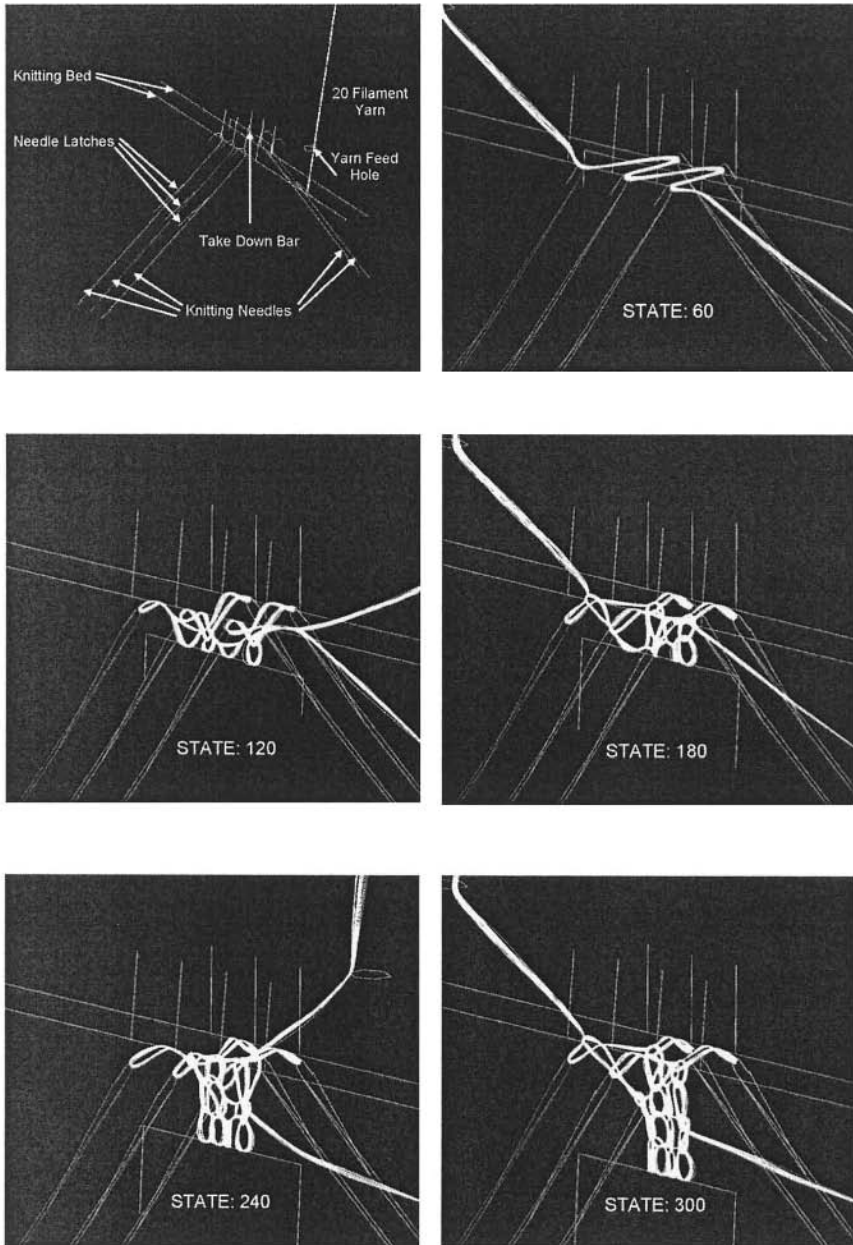 Knitting Bed
20 Filament
Yarn
Needle Latches
Yarn Feed
Hole
Take Down Bar
Knitting Needles
STATE: 60
STATE: 120
STATE: 180
STATE: 240
STATE: 300